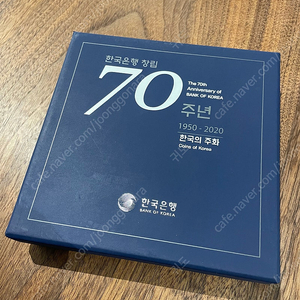 한국은행 창립
70
The 70th
Anniversary of
BANK OF KOREA
주년
1950 - 2020
한국의 주화
Coins of Korea
한국은행
BANK OF KOREA